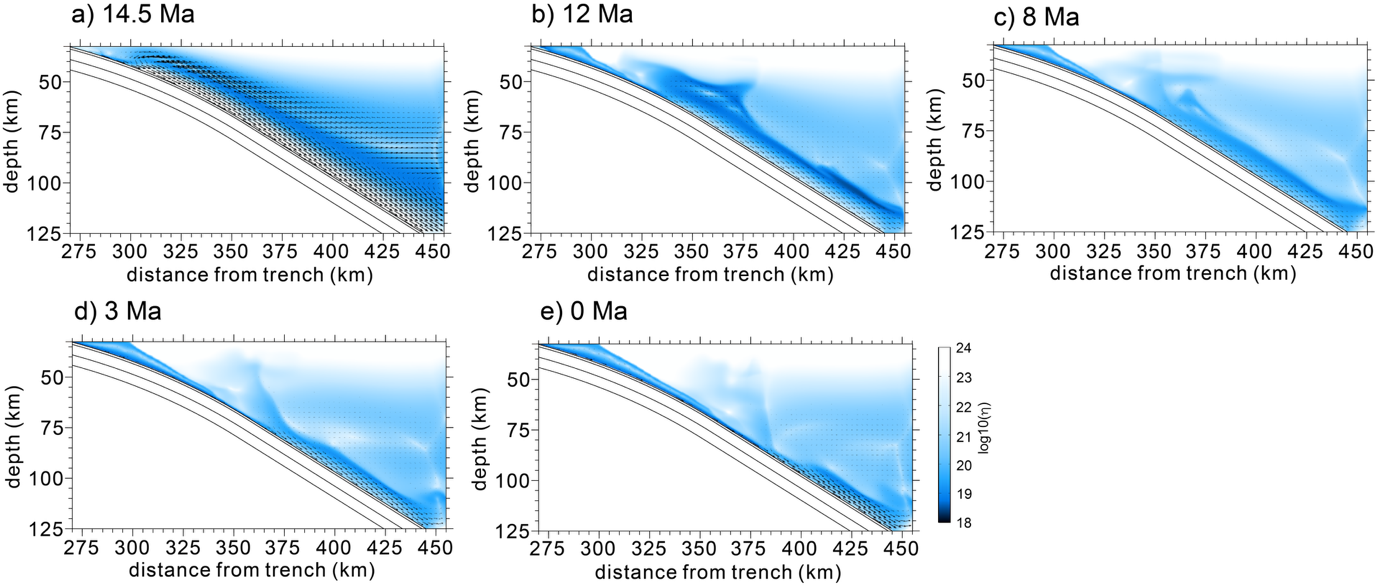 a) 14.5 Ma
b) 12 Ma
c) 8 Ma
50
75
100
125
depth (km)
270 300 325 350 375 400 425 450
distance from trench (km)
50
75
100
125
depth (km)
275 300 325 350 375 400 425 450
distance from trench (km)
50
75
100
125
depth (km)
275 300 325 350 375 400 425 450
distance from trench (km)
d) 3 Ma
e) 0 Ma
50
75
100
125
depth (km)
275 300 325 350 375 400 425 450
distance from trench (km)
50
75
100
125
depth (km)
275 300 325 350 375 400 425 450
distance from trench (km)
24
23
22
21
20
19
18
log10(η)